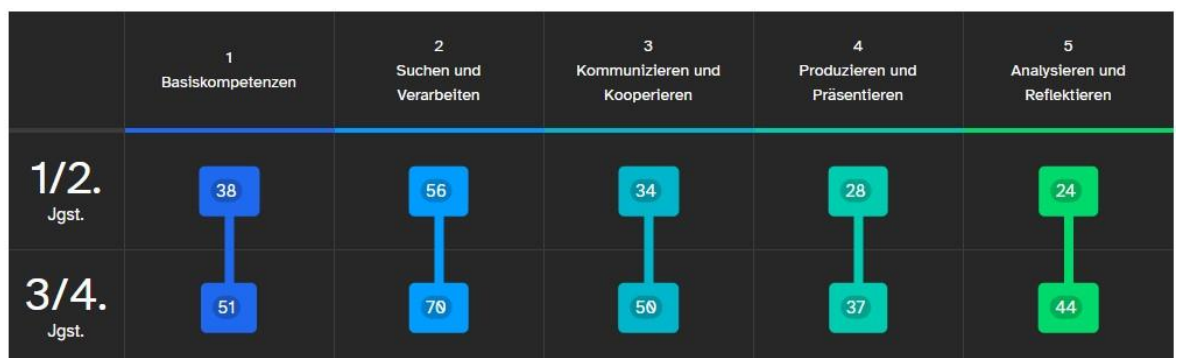 1
Basiskompetenzen
2
Suchen und
Verarbeiten
3
Kommunizieren und
Kooperieren
4
Produzieren und
Präsentieren
5
Analysieren und
Reflektieren
1/2.
Jgst.
38
56
34
28
24
3/4.
Jgst.
51
70
50
37
44